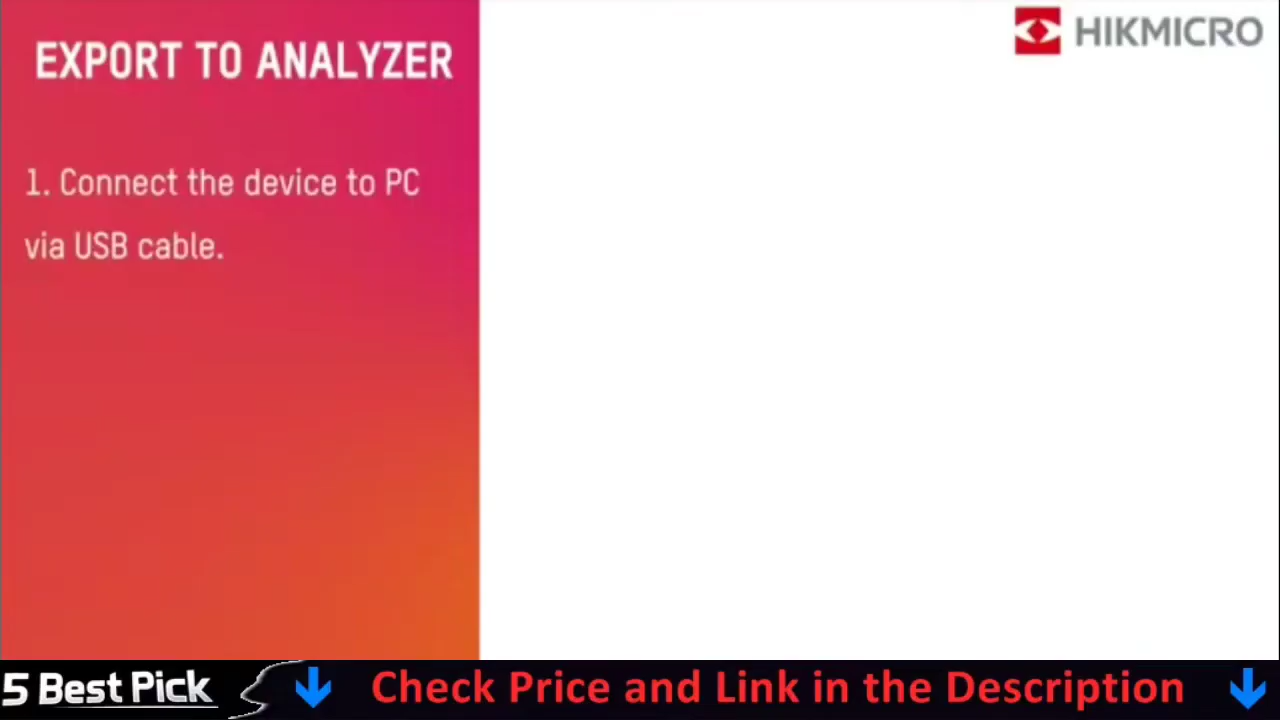 EXPORT TO ANALYZER
HIKMICRO
1. Connect the device to PC
via USB cable.
5 Best Pick
Check Price and Link in the Description